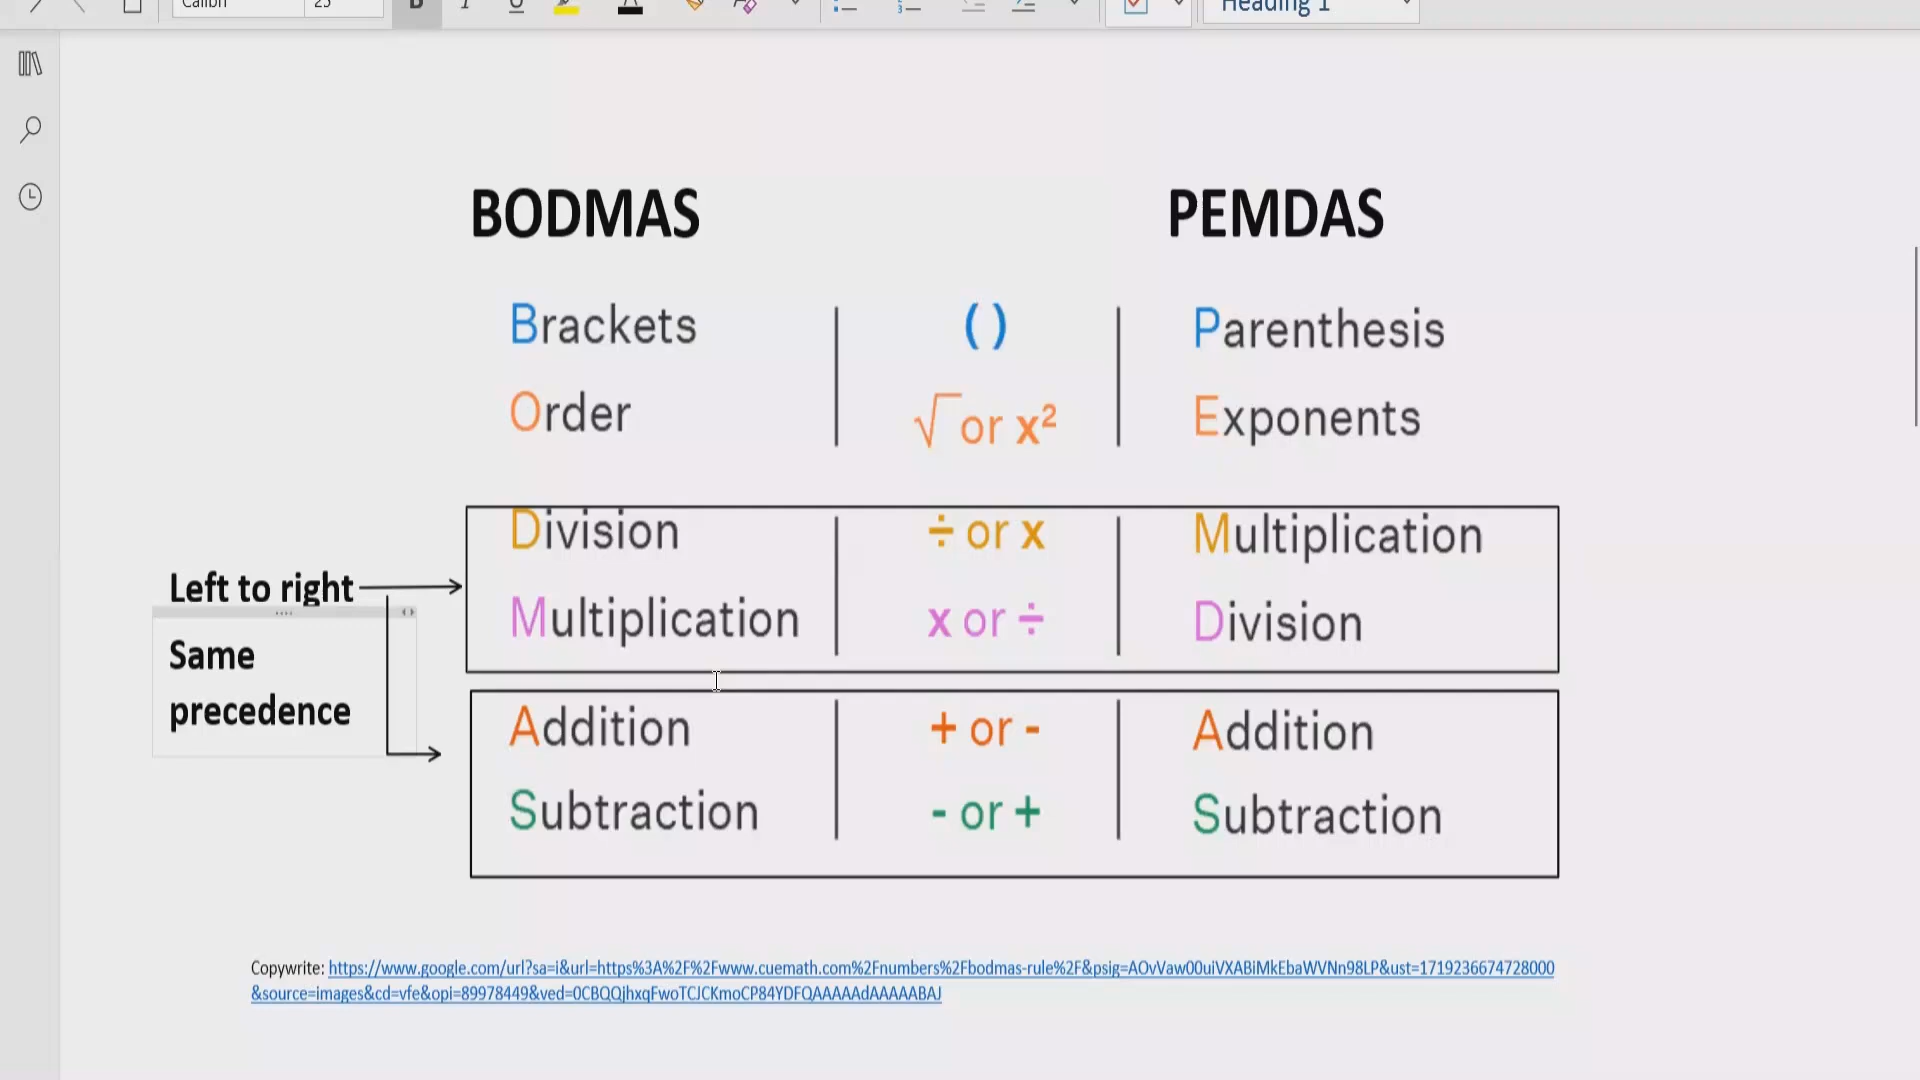 Calibri 25 B I U Heading 1
BODMAS PEMDAS
Brackets ( ) Parenthesis
Order √ or x² Exponents
Division ÷ or x Multiplication
Left to right
Multiplication x or ÷ Division
Same
precedence
Addition + or - Addition
Subtraction - or + Subtraction
Copywrite: https://www.google.com/url?sa=i&url=https%3A%2F%2Fwww.cuemath.com%2Fnumbers%2Fbodmas-rule%2F&psig=AOvVaw00uiVXABiMkEbaWVNn98LP&ust=1719236674728000
&source=images&cd=vfe&opi=89978449&ved=0CBQQjhxqFwoTCJCKmoCP84YDFQAAAAAdAAAAABAJ